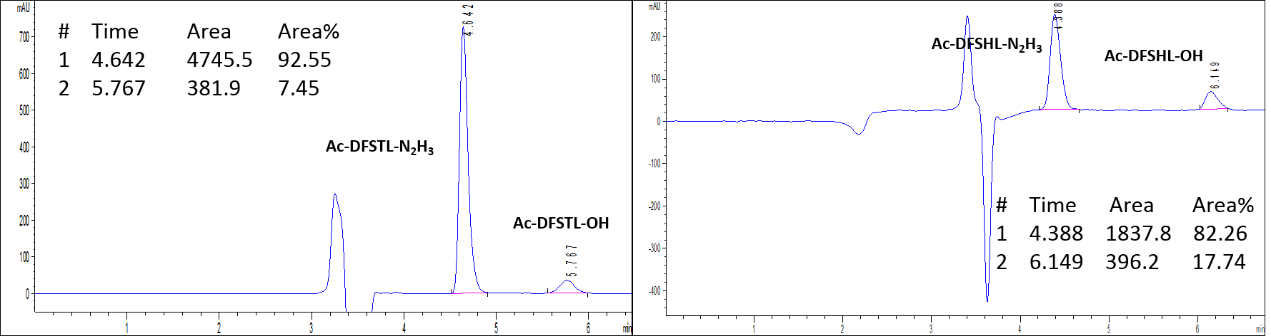 mAU
700
600
500
400
300
200
100
0
1
2
3
4
5
6
min
# Time Area Area%
1 4.642 4745.5 92.55
2 5.767 381.9 7.45
4.642
Ac-DFSTL-N₂H₃
Ac-DFSTL-OH
5.767
mAU
200
100
0
-100
-200
-300
-400
1
2
3
4
5
6
min
4.388
Ac-DFSHL-N₂H₃
Ac-DFSHL-OH
6.149
# Time Area Area%
1 4.388 1837.8 82.26
2 6.149 396.2 17.74